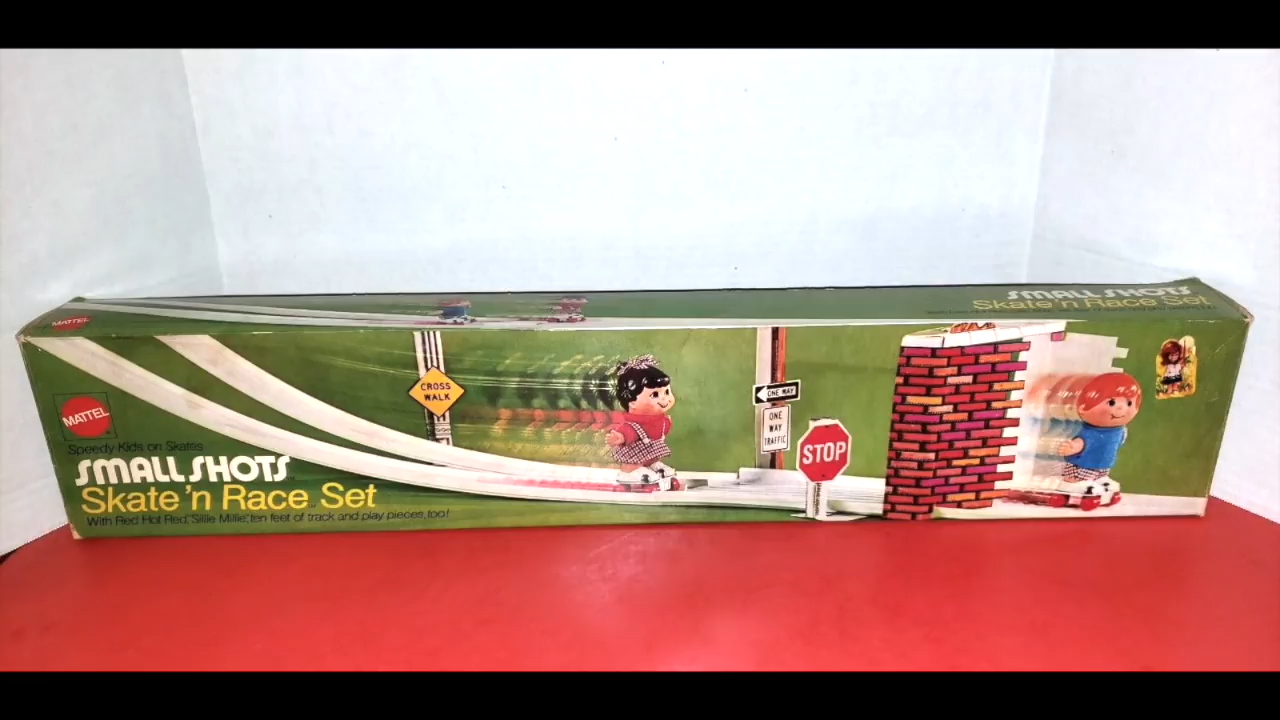 MATTEL
SMALL SHOTS
Skate 'n Race Set
MATTEL
Speedy Kids on Skates
SMALL SHOTS
Skate 'n Race Set
With Red Hot Red, Sillie Millie, ten feet of track and play pieces, too!
CROSS
WALK
ONE WAY
ONE
WAY
TRAFFIC
STOP